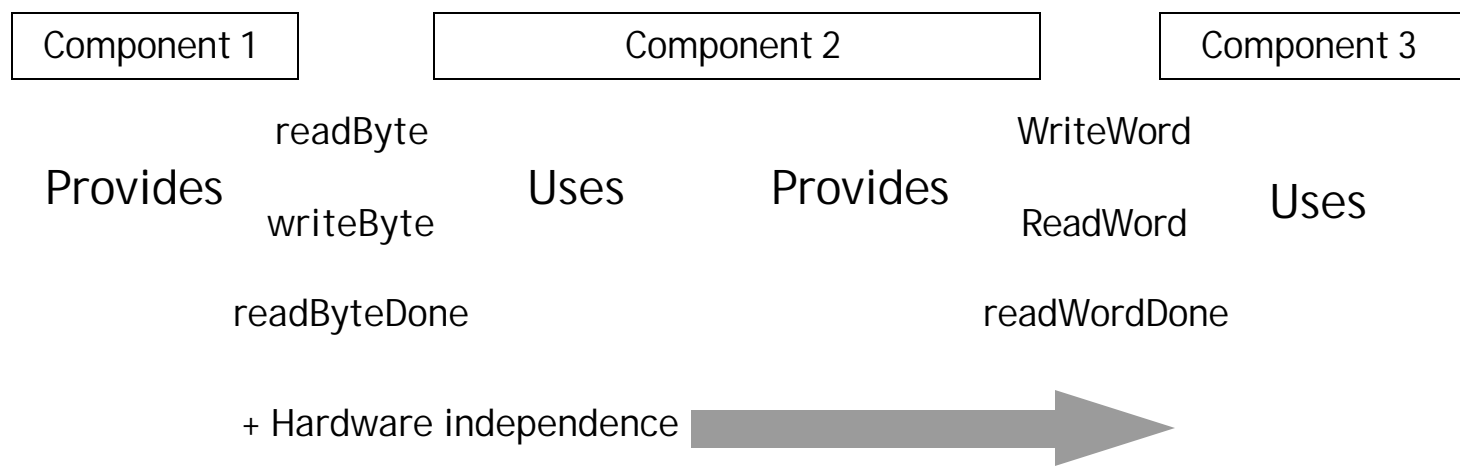 Component 1
Component 2
Component 3
readByte
WriteWord
Provides
Uses
Provides
Uses
writeByte
ReadWord
readByteDone
readWordDone
+ Hardware independence